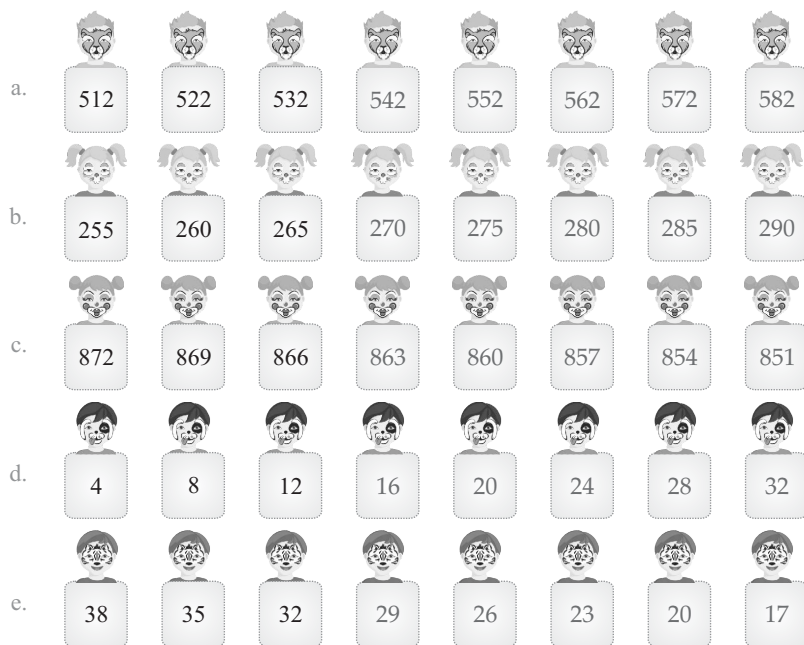 a. 512 522 532 542 552 562 572 582
b. 255 260 265 270 275 280 285 290
c. 872 869 866 863 860 857 854 851
d. 4 8 12 16 20 24 28 32
e. 38 35 32 29 26 23 20 17